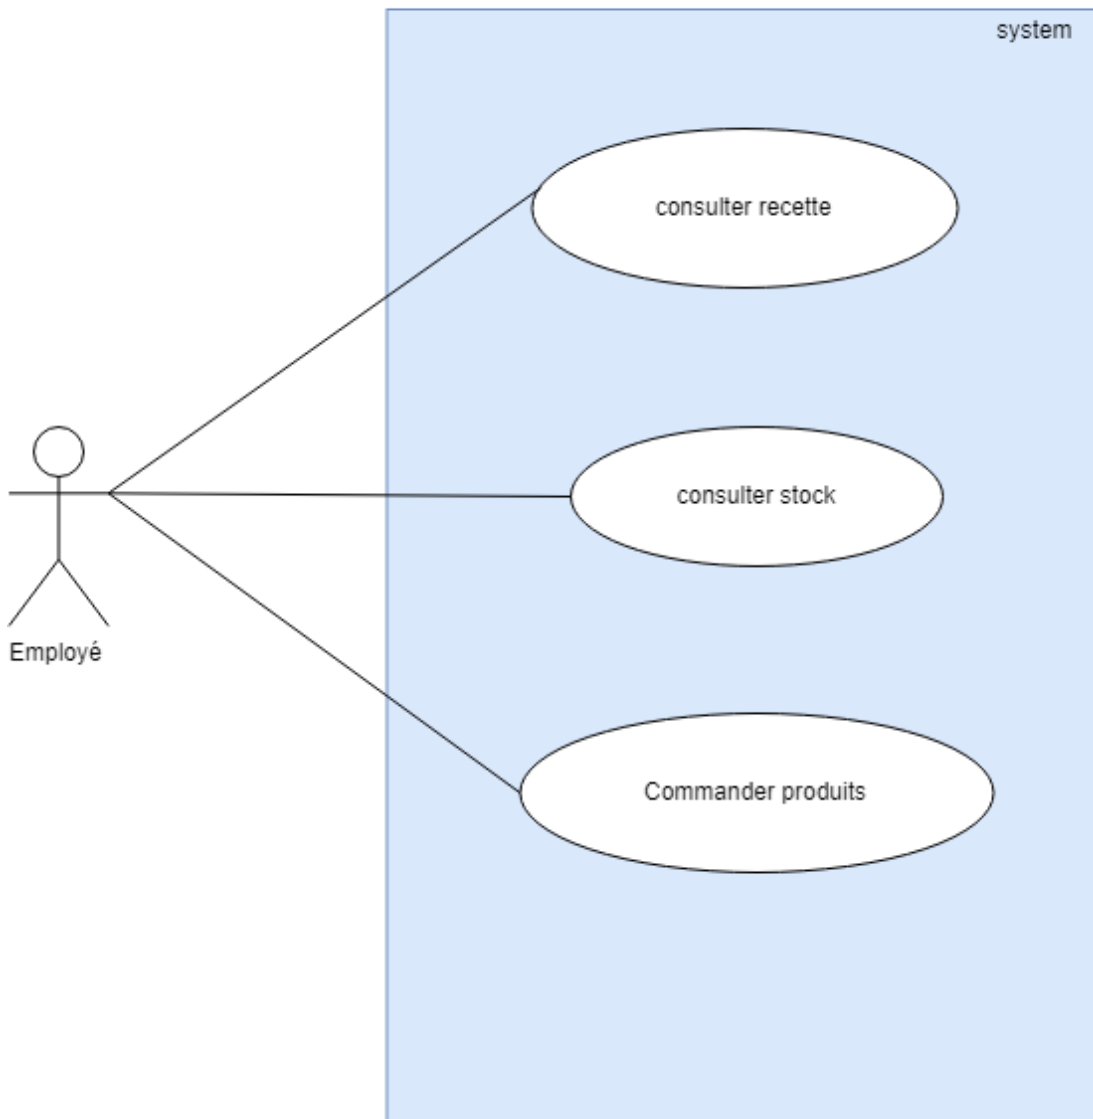 system
consulter recette
consulter stock
Employé
Commander produits